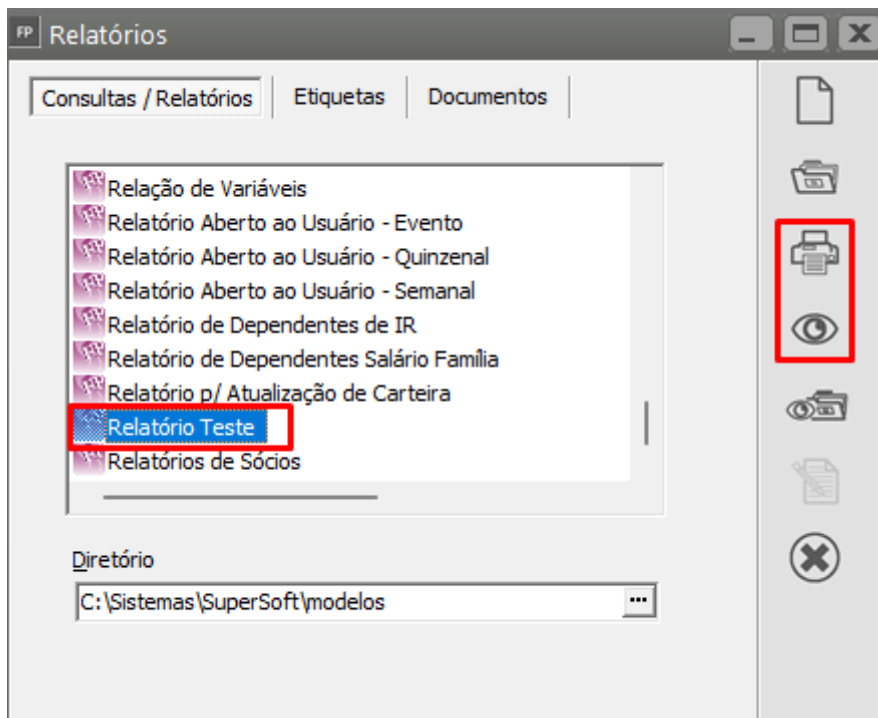 FP Relatórios
Consultas / Relatórios Etiquetas Documentos
Relação de Variáveis
Relatório Aberto ao Usuário - Evento
Relatório Aberto ao Usuário - Quinzenal
Relatório Aberto ao Usuário - Semanal
Relatório de Dependentes de IR
Relatório de Dependentes Salário Família
Relatório p/ Atualização de Carteira
Relatório Teste
Relatórios de Sócios
Diretório
C:\Sistemas\SuperSoft\modelos ...